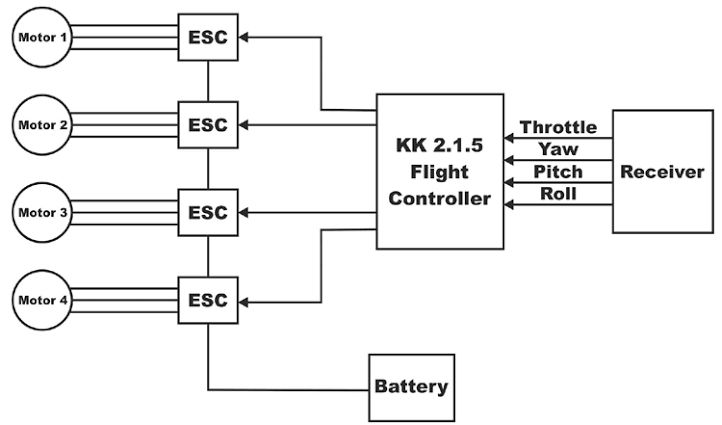 Motor 1
ESC
Motor 2
ESC
Motor 3
ESC
Motor 4
ESC
KK 2.1.5
Flight
Controller
Throttle
Yaw
Pitch
Roll
Receiver
Battery